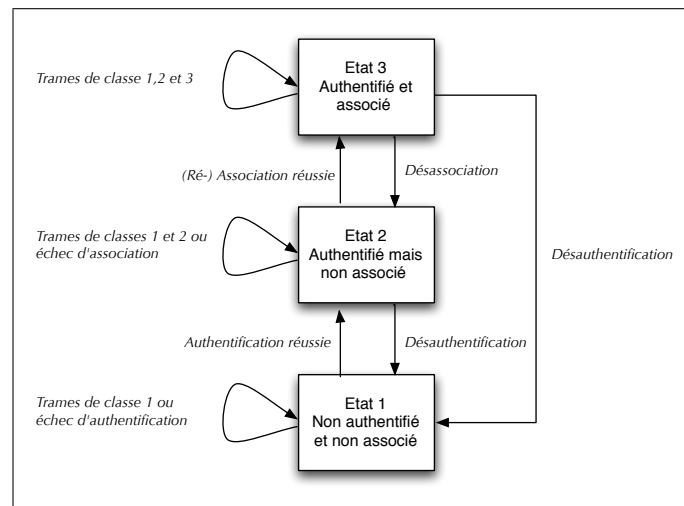 Etat 3
Authentifié et
associé
Trames de classe 1,2 et 3
(Ré-) Association réussie
Désassociation
Etat 2
Authentifié mais
non associé
Trames de classes 1 et 2 ou
échec d'association
Désauthentification
Authentification réussie
Désauthentification
Etat 1
Non authentifié
et non associé
Trames de classe 1 ou
échec d'authentification